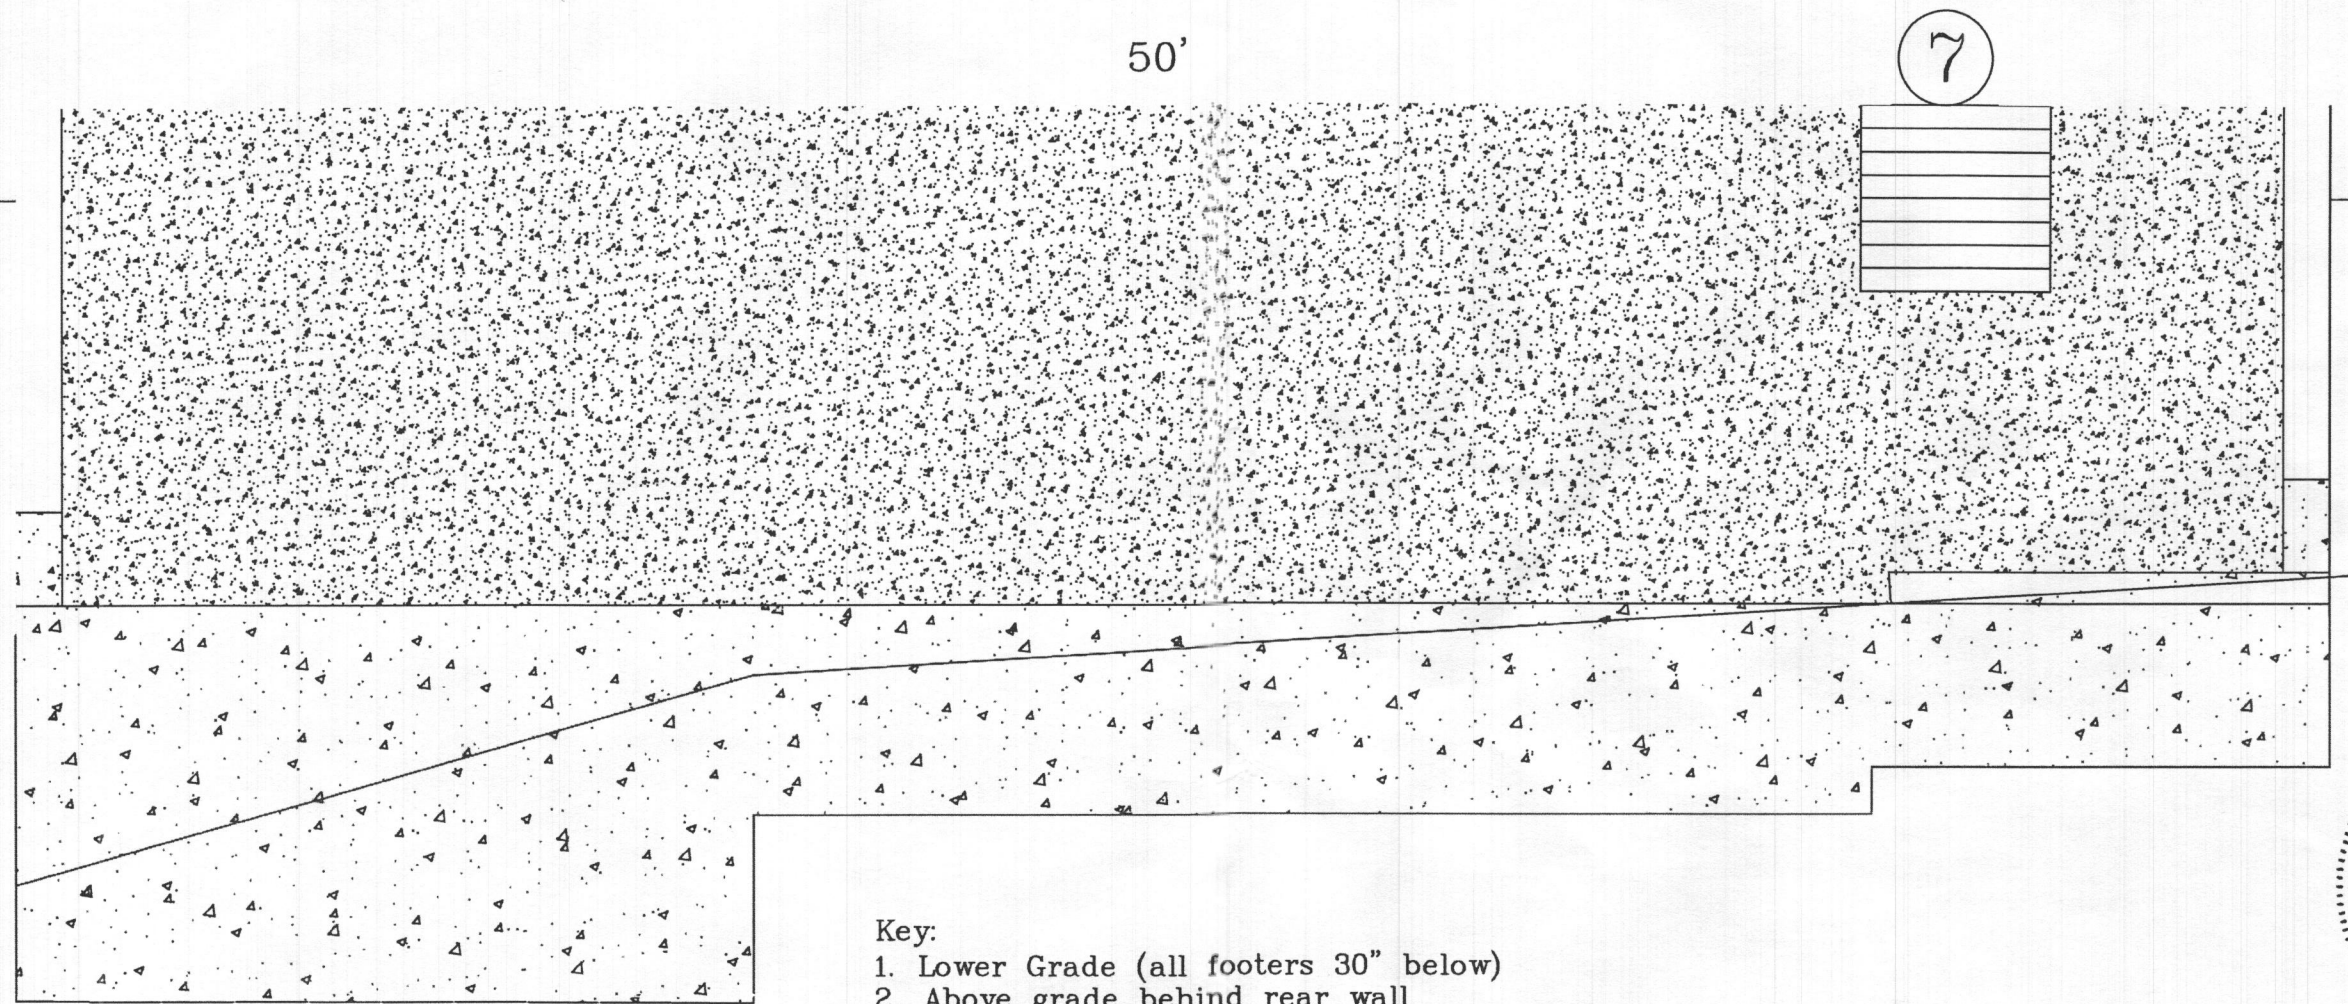 50'
7
Key:
1. Lower Grade (all footers 30" below)
2. Above grade behind rear wall